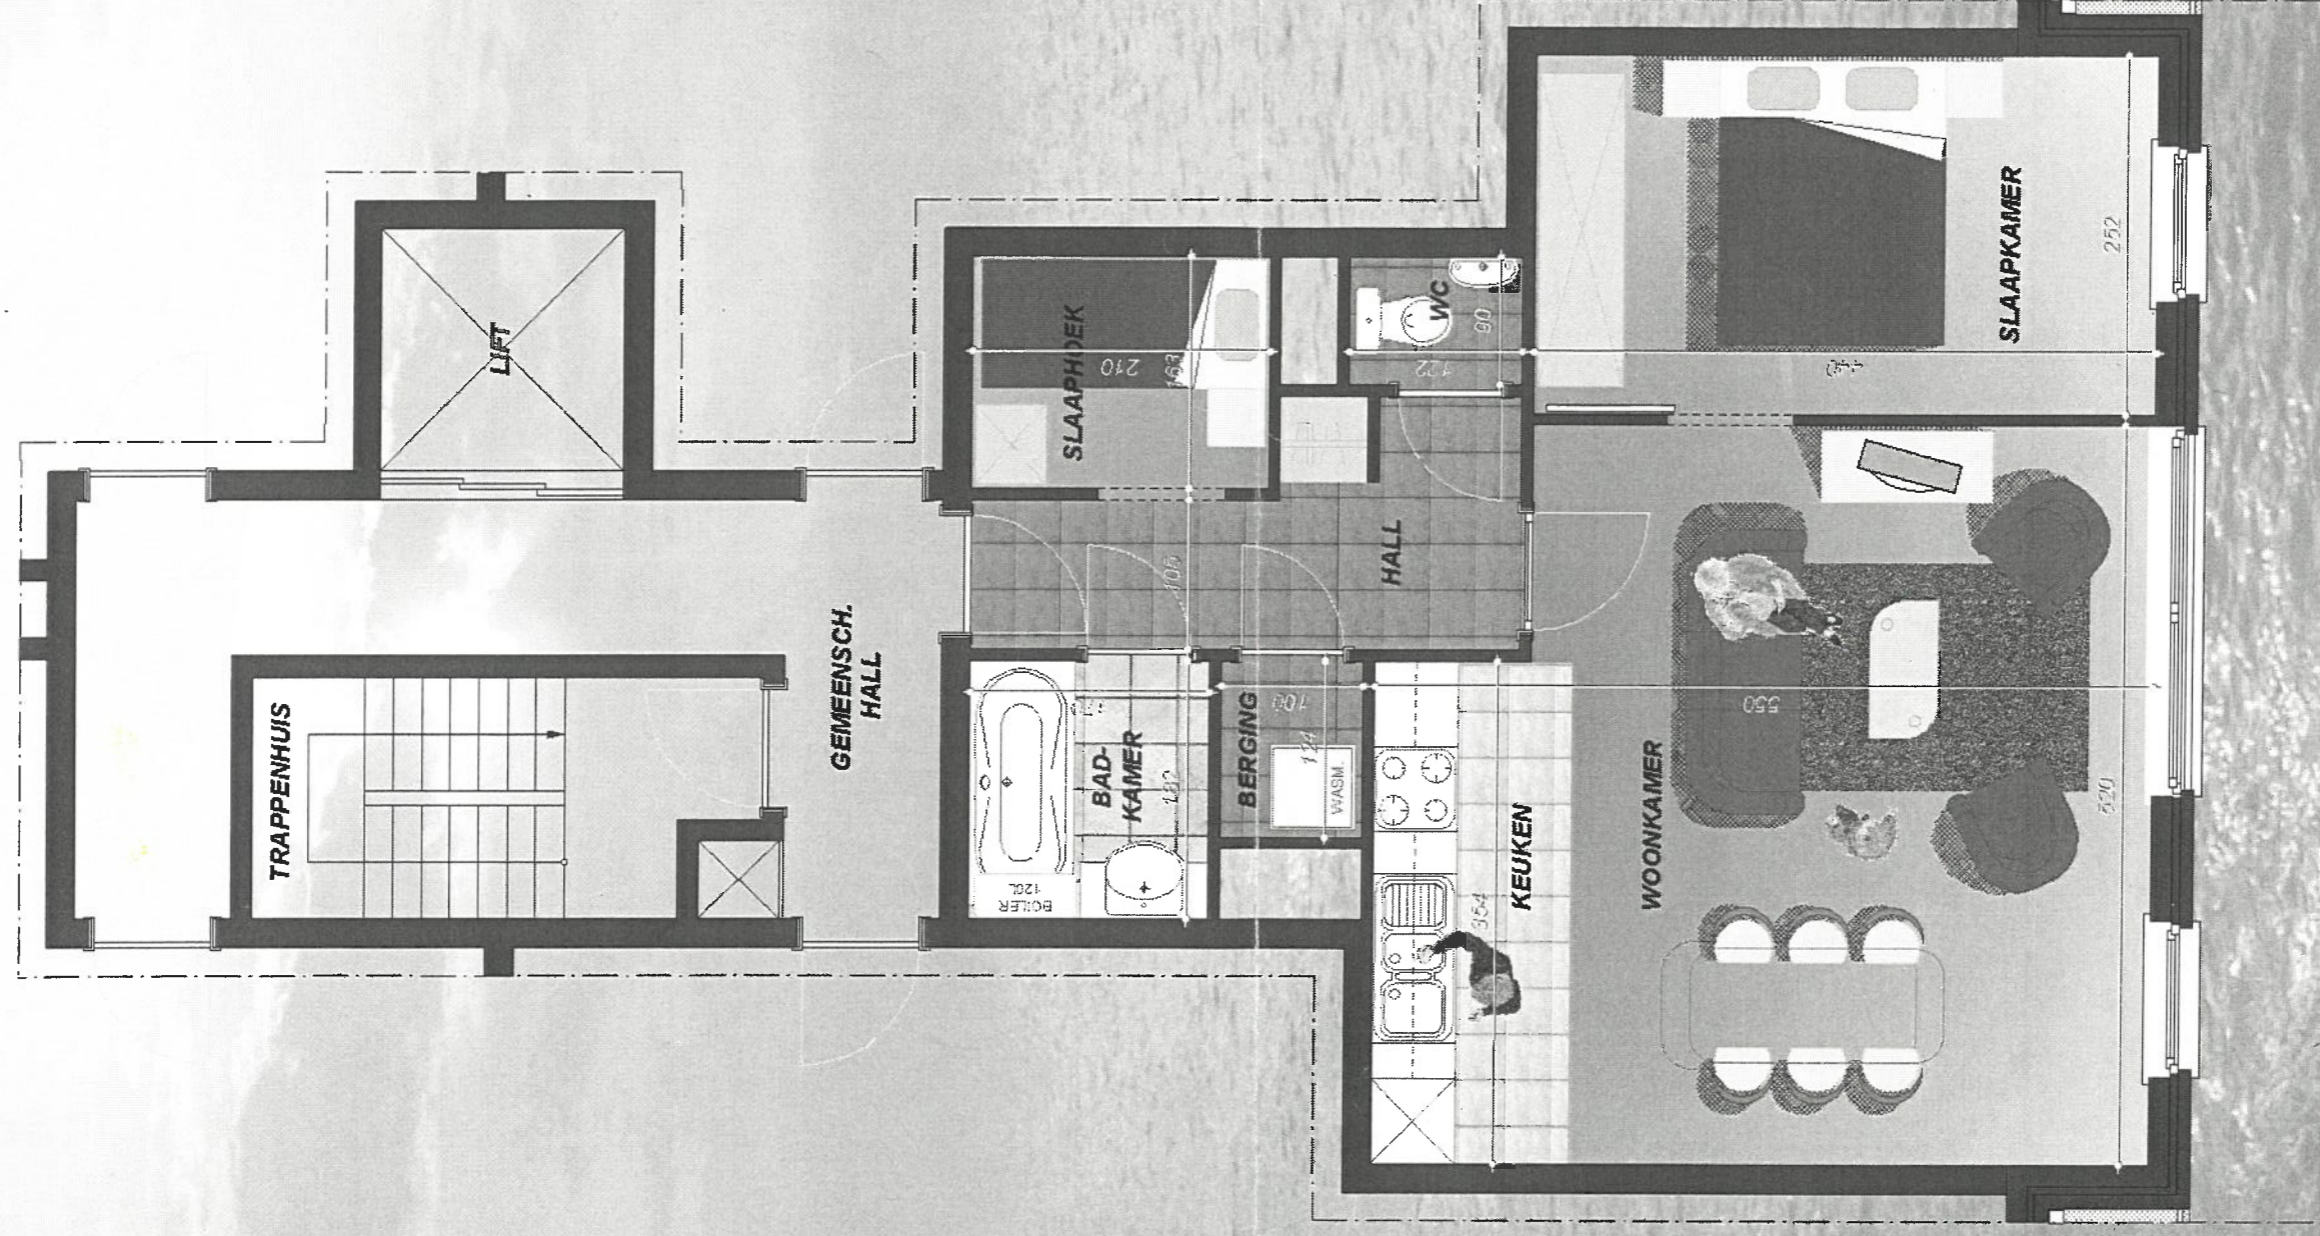 LIFT
TRAPPENHUIS
GEMEENSCH.
HALL
SLAAPHOEK
210
163
WC
90
122
SLAAPKAMER
252
440
HALL
105
BAD-
KAMER
182
BOILER
120L
BERGING
100
124
WASM.
KEUKEN
354
WOONKAMER
550
520